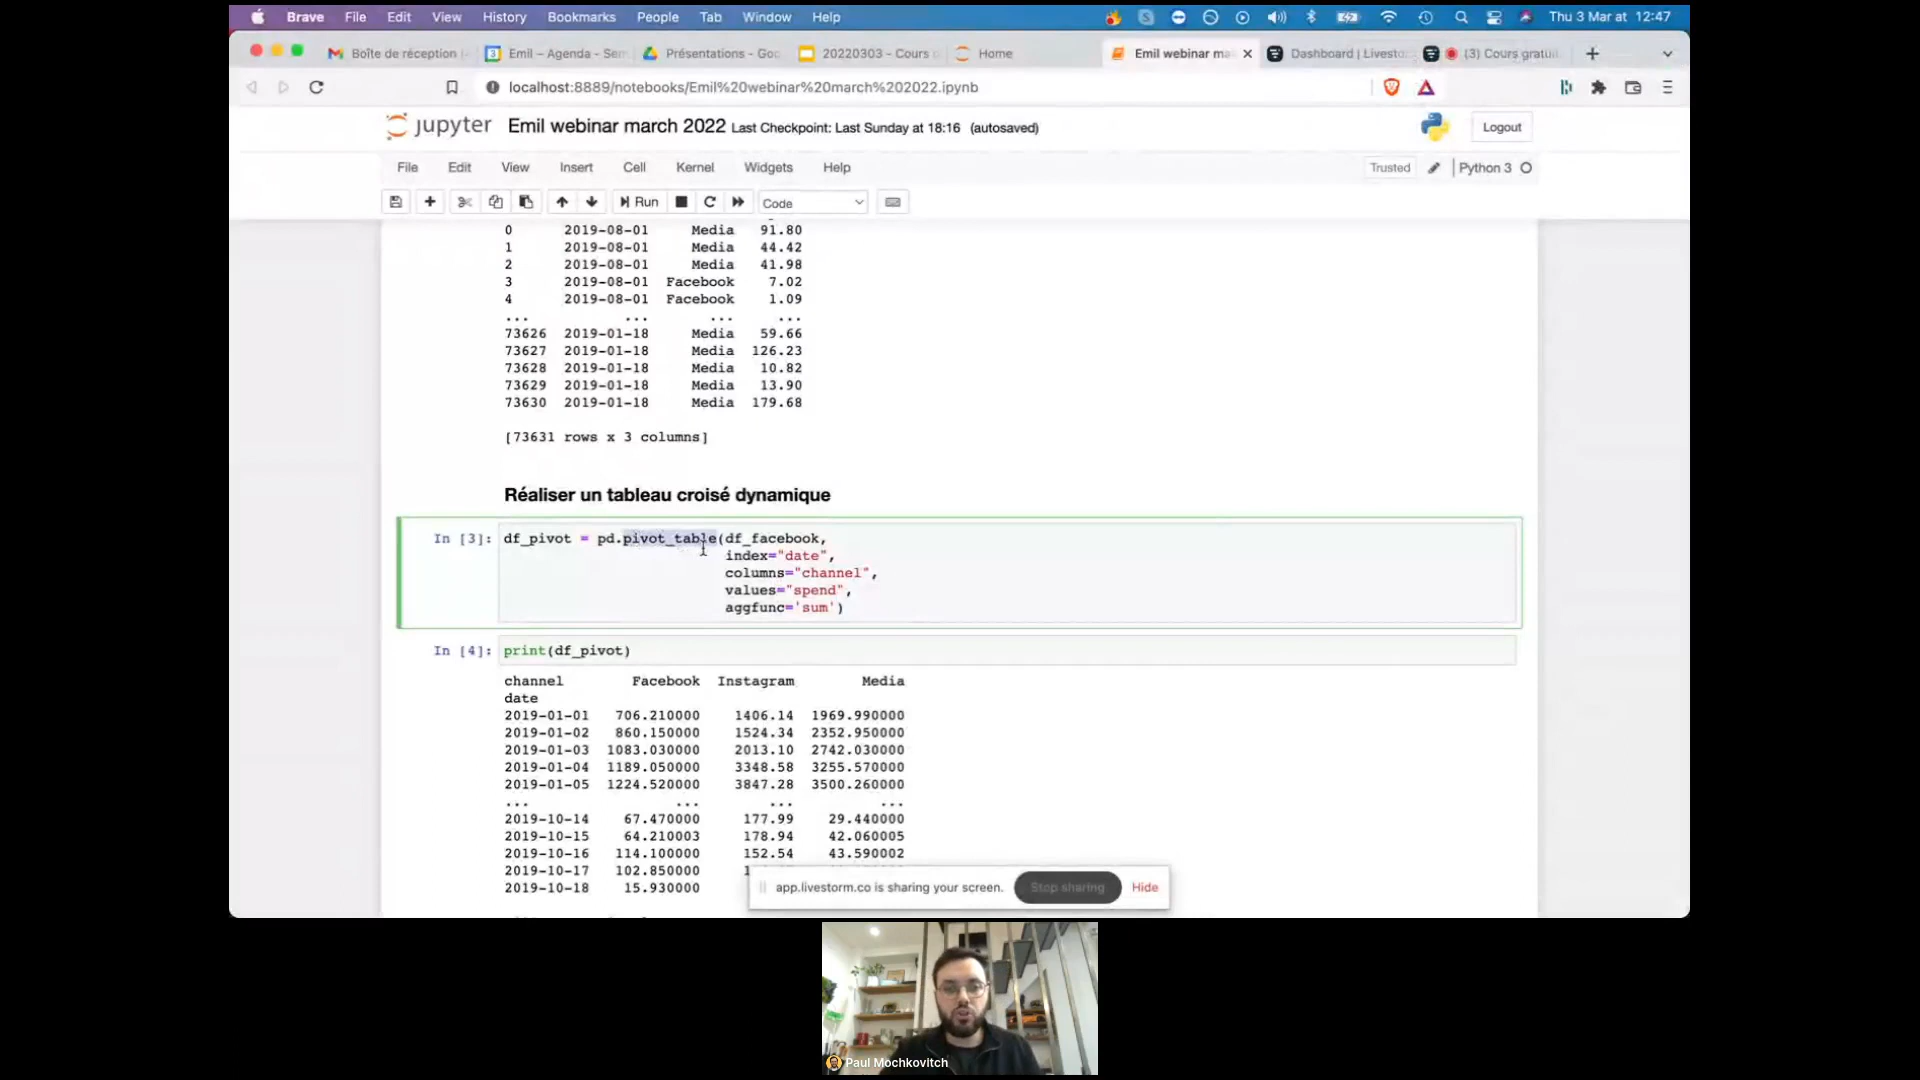 Brave File Edit View History Bookmarks People Tab Window Help Thu 3 Mar at 12:47
Boîte de réception Emil – Agenda - Sem Présentations - Goo 20220303 - Cours Home Emil webinar ma Dashboard | Livesto (3) Cours gratui
localhost:8889/notebooks/Emil%20webinar%20march%202022.ipynb
jupyter Emil webinar march 2022 Last Checkpoint: Last Sunday at 18:16 (autosaved) Logout
File Edit View Insert Cell Kernel Widgets Help Trusted Python 3
Run Code
0 2019-08-01 Media 91.80
1 2019-08-01 Media 44.42
2 2019-08-01 Media 41.98
3 2019-08-01 Facebook 7.02
4 2019-08-01 Facebook 1.09
... ... ... ...
73626 2019-01-18 Media 59.66
73627 2019-01-18 Media 126.23
73628 2019-01-18 Media 10.82
73629 2019-01-18 Media 13.90
73630 2019-01-18 Media 179.68
[73631 rows x 3 columns]
Réaliser un tableau croisé dynamique
In [3]: df_pivot = pd.pivot_table(df_facebook,
index="date",
columns="channel",
values="spend",
aggfunc='sum')
In [4]: print(df_pivot)
channel Facebook Instagram Media
date
2019-01-01 706.210000 1406.14 1969.990000
2019-01-02 860.150000 1524.34 2352.950000
2019-01-03 1083.030000 2013.10 2742.030000
2019-01-04 1189.050000 3348.58 3255.570000
2019-01-05 1224.520000 3847.28 3500.260000
... ... ... ...
2019-10-14 67.470000 177.99 29.440000
2019-10-15 64.210003 178.94 42.060005
2019-10-16 114.100000 152.54 43.590002
2019-10-17 102.850000
2019-10-18 15.930000
app.livestorm.co is sharing your screen. Stop sharing Hide
Paul Mochkovitch